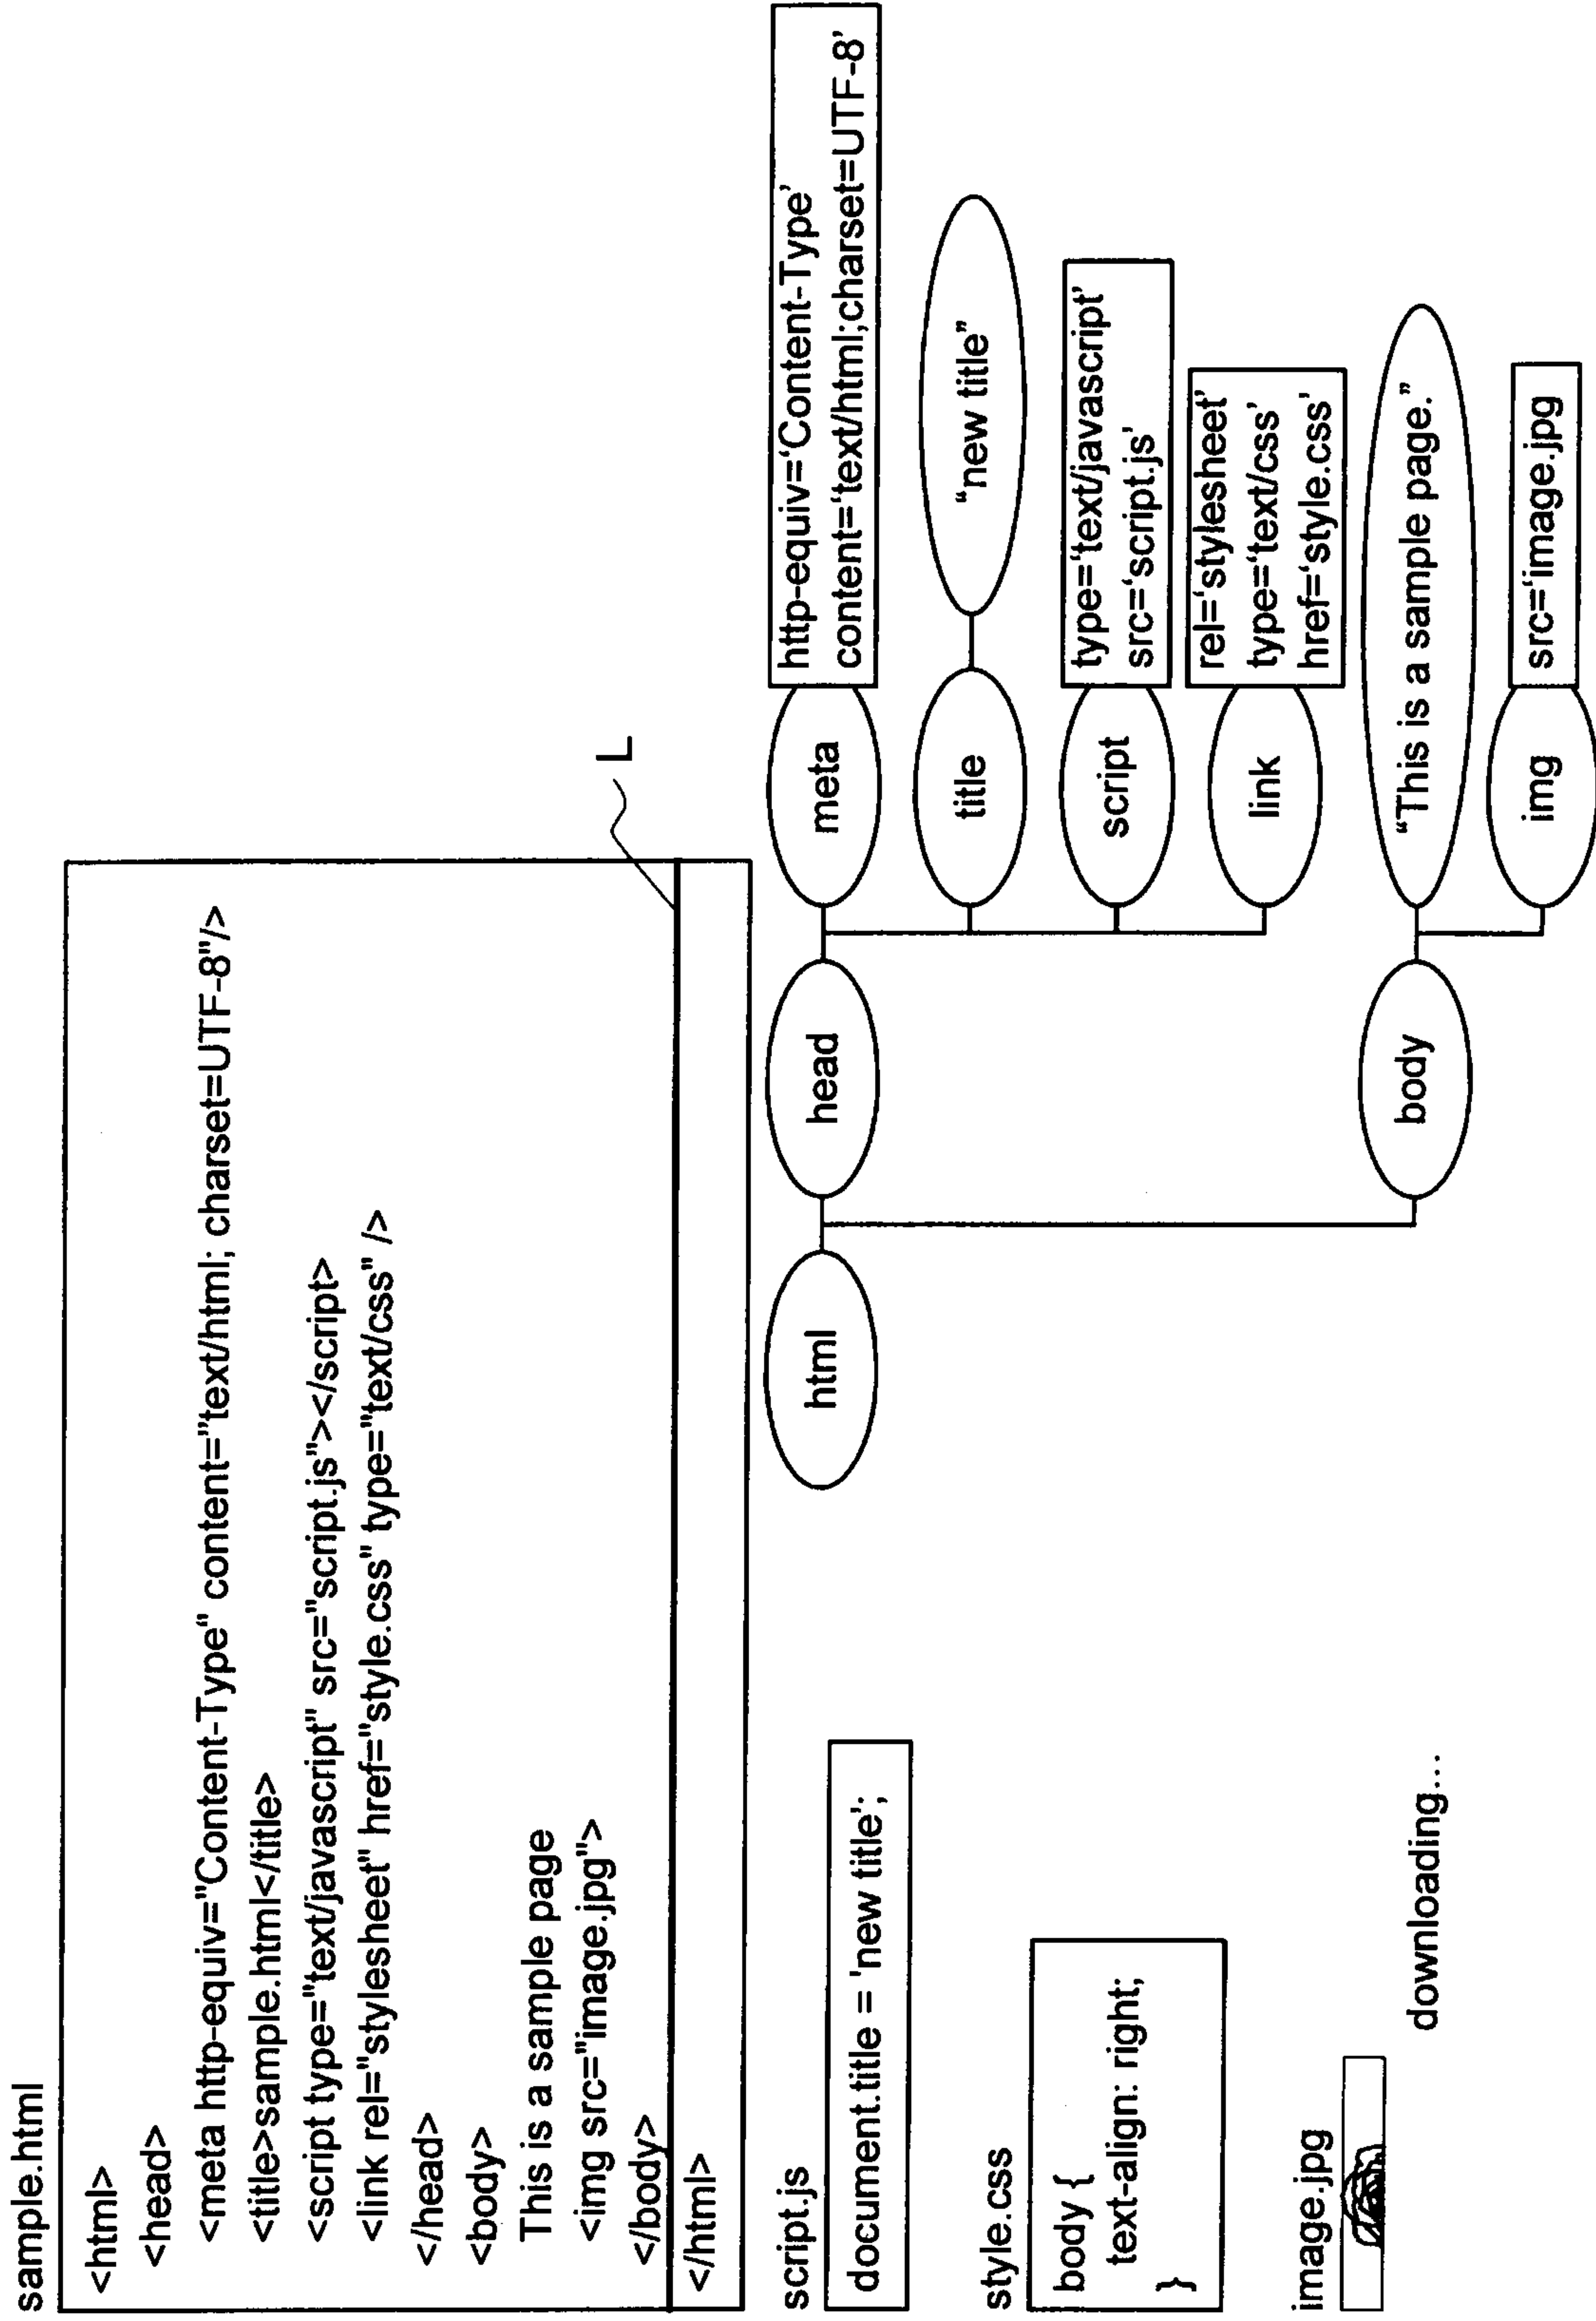 sample.html
<html>
<head>
<meta http-equiv="Content-Type" content="text/html; charset=UTF-8"/>
<title>sample.html</title>
<script type="text/javascript" src="script.js"></script>
<link rel="stylesheet" href="style.css" type="text/css" />
</head>
<body>
This is a sample page
<img src="image.jpg">
</body>
</html>
L
script.js
document.title = 'new title';
style.css
body {
text-align: right;
}
image.jpg
downloading...
html
head
meta
http-equiv=‘Content-Type’
content=‘text/html;charset=UTF-8’
title
“new title”
script
type=‘text/javascript’
src=‘script.js’
link
rel=‘stylesheet’
type=‘text/css’
href=‘style.css’
body
“This is a sample page.”
img
src=‘image.jpg